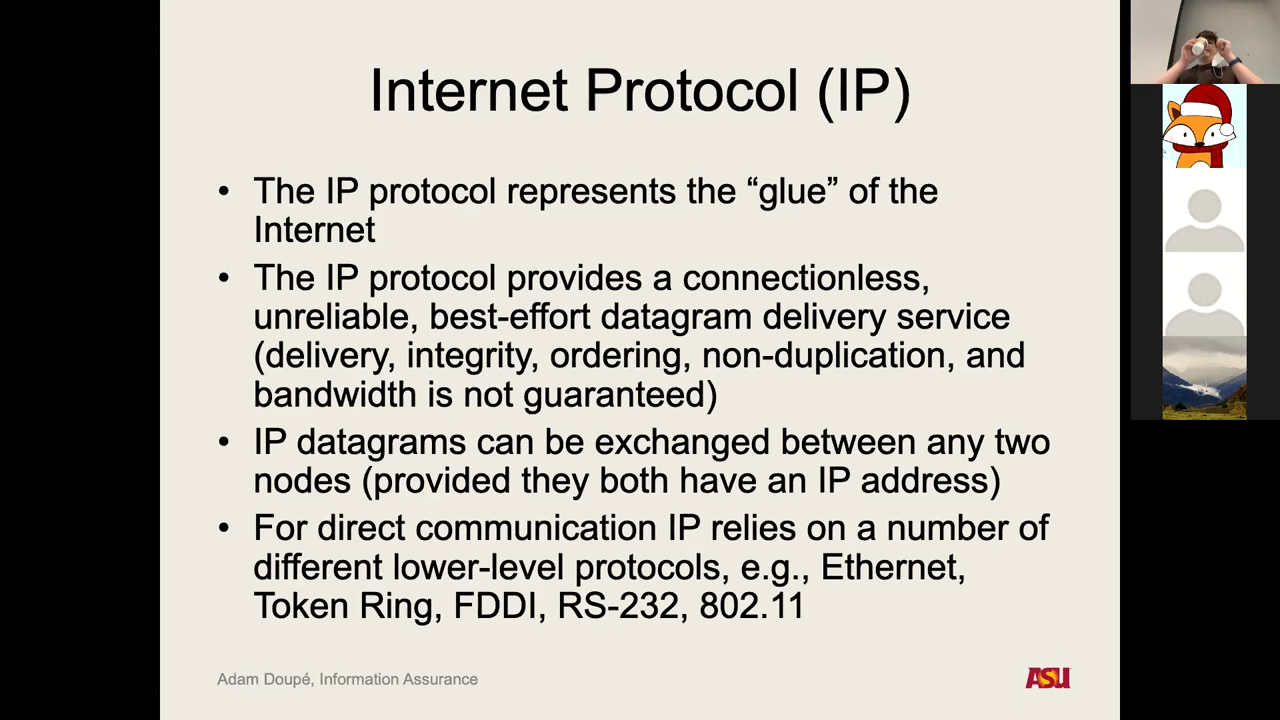 Internet Protocol (IP)
• The IP protocol represents the “glue” of the
Internet
• The IP protocol provides a connectionless,
unreliable, best-effort datagram delivery service
(delivery, integrity, ordering, non-duplication, and
bandwidth is not guaranteed)
• IP datagrams can be exchanged between any two
nodes (provided they both have an IP address)
• For direct communication IP relies on a number of
different lower-level protocols, e.g., Ethernet,
Token Ring, FDDI, RS-232, 802.11
Adam Doupé, Information Assurance
ASU